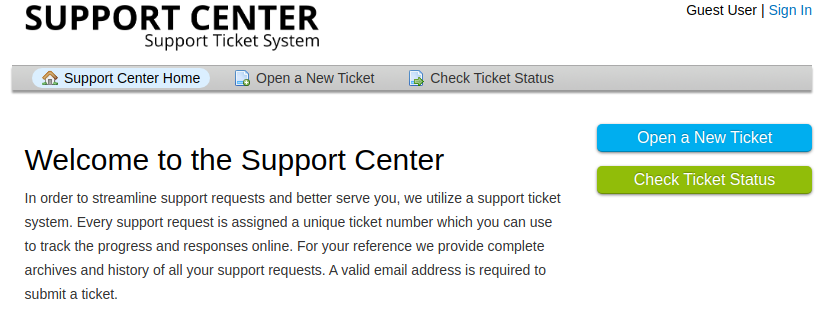 SUPPORT CENTER
Support Ticket System
Guest User | Sign In
Support Center Home
Open a New Ticket
Check Ticket Status
Welcome to the Support Center
In order to streamline support requests and better serve you, we utilize a support ticket
system. Every support request is assigned a unique ticket number which you can use
to track the progress and responses online. For your reference we provide complete
archives and history of all your support requests. A valid email address is required to
submit a ticket.
Open a New Ticket
Check Ticket Status